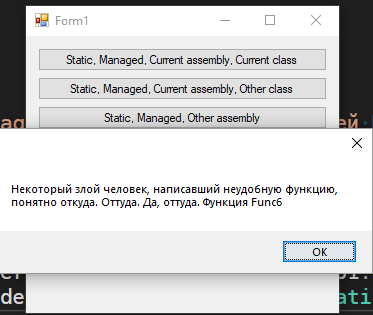 Form1
Static, Managed, Current assembly, Current class
Static, Managed, Current assembly, Other class
Static, Managed, Other assembly
Некоторый злой человек, написавший неудобную функцию,
понятно откуда. Оттуда. Да, оттуда. Функция Func6
OK